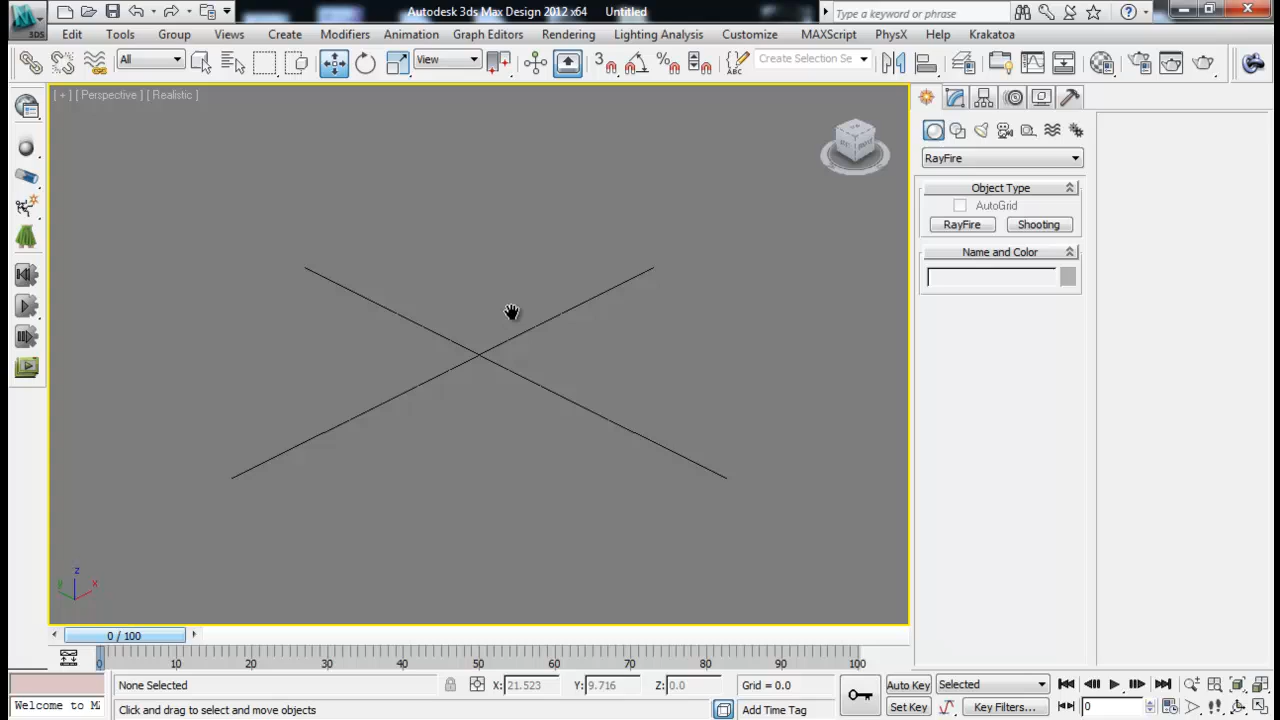 Autodesk 3ds Max Design 2012 x64 Untitled
Type a keyword or phrase
3DS
Edit Tools Group Views Create Modifiers Animation Graph Editors Rendering Lighting Analysis Customize MAXScript PhysX Help Krakatoa
All View 3 Create Selection Se
[ + ] [ Perspective ] [ Realistic ]
RayFire
Object Type
AutoGrid
RayFire Shooting
Name and Color
z
y x
0 / 100
0 10 20 30 40 50 60 70 80 90 100
None Selected X: 21.523 Y: 9.716 Z: 0.0 Grid = 0.0 Auto Key Selected
Welcome to MA Click and drag to select and move objects Add Time Tag Set Key Key Filters... 0